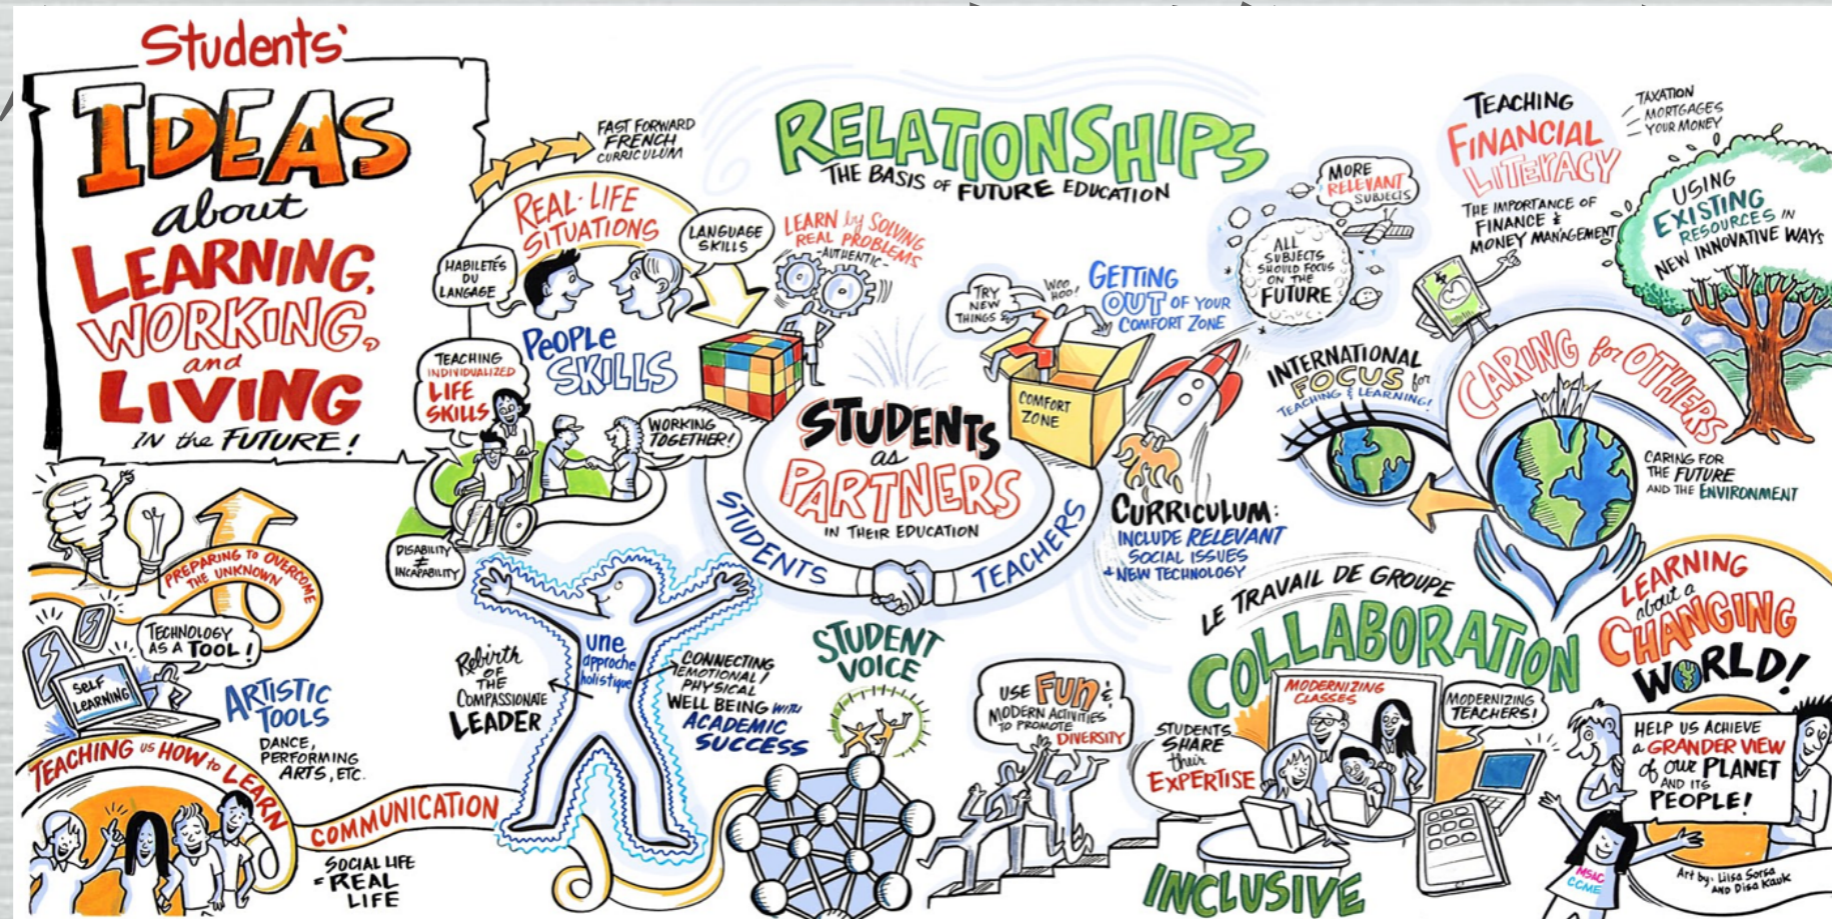 Students'
IDEAS
about
LEARNING,
WORKING,
and
LIVING
IN the FUTURE!
FAST FORWARD
FRENCH
CURRICULUM
REAL-LIFE
SITUATIONS
HABILETÉS
DU
LANGAGE
LANGUAGE
SKILLS
PEOPLE
SKILLS
TEACHING
INDIVIDUALIZED
LIFE
SKILLS
WORKING
TOGETHER!
DISABILITY
≠
INCAPABILITY
RELATIONSHIPS
THE BASIS OF FUTURE EDUCATION
LEARN by SOLVING
REAL PROBLEMS
-AUTHENTIC-
TRY
NEW
THINGS
WOO
HOO!
GETTING
OUT OF YOUR
COMFORT ZONE
COMFORT
ZONE
STUDENTS
as
PARTNERS
IN THEIR EDUCATION
STUDENTS
TEACHERS
ALL
SUBJECTS
SHOULD FOCUS
ON THE
FUTURE
MORE
RELEVANT
SUBJECTS
CURRICULUM:
INCLUDE RELEVANT
SOCIAL ISSUES
+ NEW TECHNOLOGY
TEACHING
FINANCIAL
LITERACY
- TAXATION
- MORTGAGES
- YOUR MONEY
THE IMPORTANCE OF
FINANCE &
MONEY MANAGEMENT
USING
EXISTING
RESOURCES IN
NEW INNOVATIVE WAYS
INTERNATIONAL
FOCUS for
TEACHING & LEARNING!
CARING for OTHERS
CARING FOR
THE FUTURE
AND THE ENVIRONMENT
PREPARING TO OVERCOME
THE UNKNOWN
TECHNOLOGY
AS A TOOL!
SELF
LEARNING
ARTISTIC
TOOLS
DANCE,
PERFORMING
ARTS, ETC.
TEACHING US HOW to LEARN
COMMUNICATION
SOCIAL LIFE
= REAL
LIFE
Rebirth
OF
THE
COMPASSIONATE
LEADER
une
approche
holistique
CONNECTING
EMOTIONAL /
PHYSICAL
WELL BEING WITH
ACADEMIC
SUCCESS
STUDENT
VOICE
USE FUN &
MODERN ACTIVITIES
TO PROMOTE
DIVERSITY
LE TRAVAIL DE GROUPE
COLLABORATION
MODERNIZING
CLASSES
MODERNIZING
TEACHERS!
STUDENTS
SHARE
their
EXPERTISE
INCLUSIVE
LEARNING
about a
CHANGING
WORLD!
HELP US ACHIEVE
a GRANDER VIEW
of our PLANET
AND ITS
PEOPLE!
MSIC
CCME
Art by: Liisa Sorsa
AND Disa Kauk